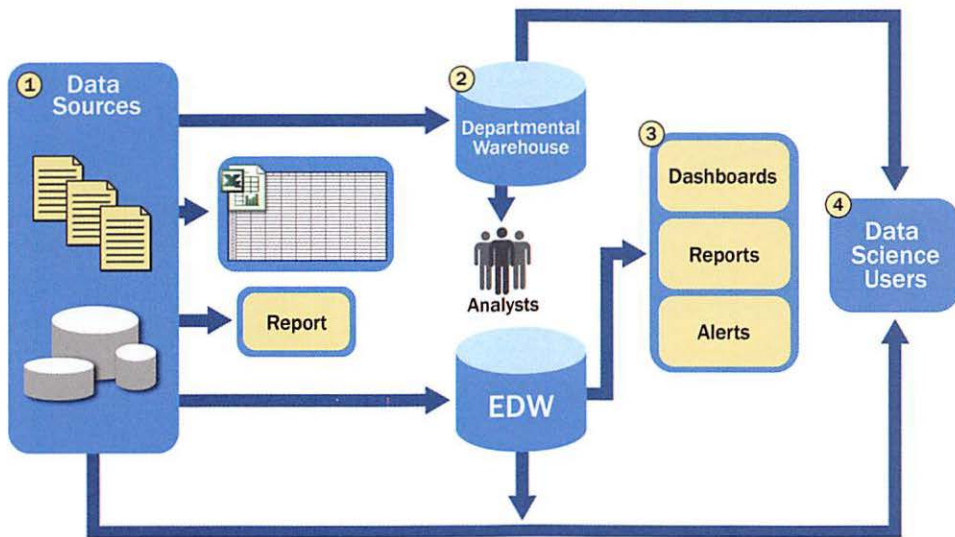 1
Data
Sources
2
Departmental
Warehouse
3
Dashboards
Reports
Alerts
4
Data
Science
Users
X
Report
Analysts
EDW